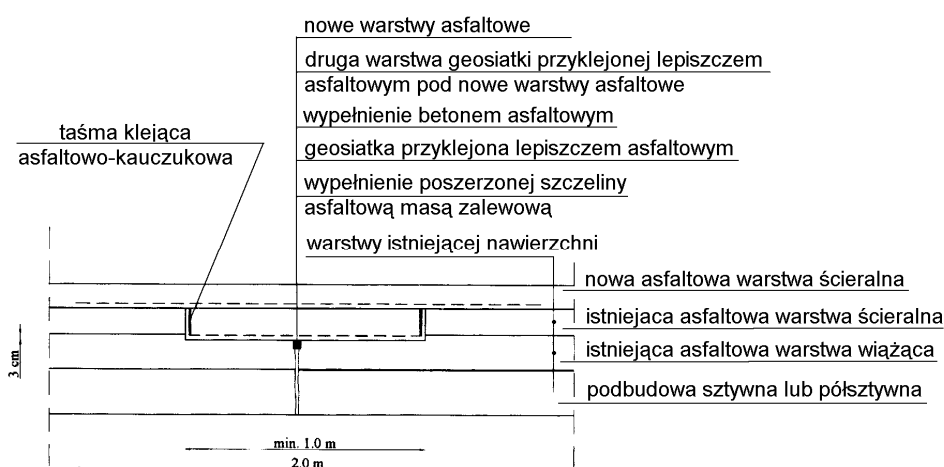 nowe warstwy asfaltowe
druga warstwa geosiatki przyklejonej lepiszczem
asfaltowym pod nowe warstwy asfaltowe
wypełnienie betonem asfaltowym
taśma klejąca
asfaltowo-kauczukowa
geosiatka przyklejona lepiszczem asfaltowym
wypełnienie poszerzonej szczeliny
asfaltową masą zalewową
warstwy istniejącej nawierzchni
nowa asfaltowa warstwa ścieralna
istniejaca asfaltowa warstwa ścieralna
istniejąca asfaltowa warstwa wiążąca
3 cm
podbudowa sztywna lub półsztywna
min. 1.0 m
2.0 m